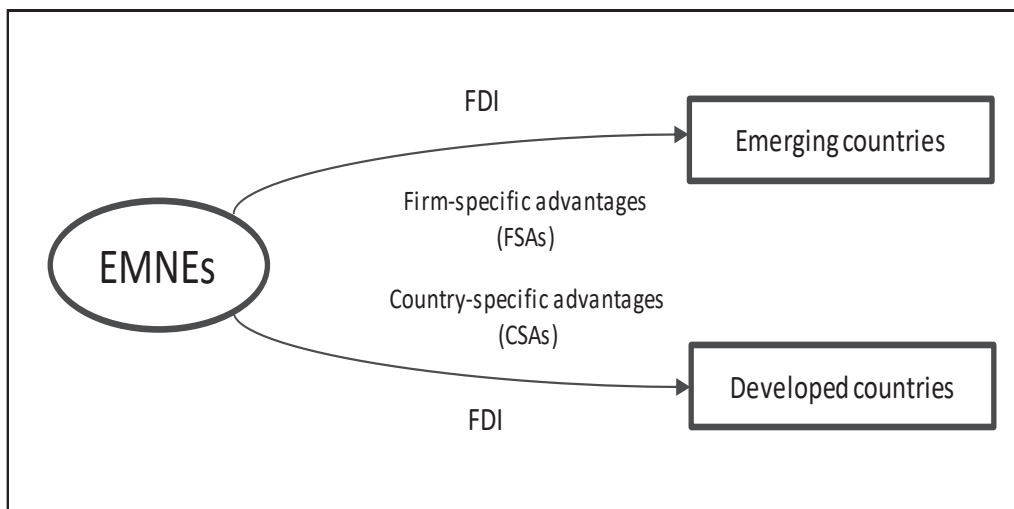 FDI
Emerging countries
Firm-specific advantages
(FSAs)
EMNEs
Country-specific advantages
(CSAs)
Developed countries
FDI